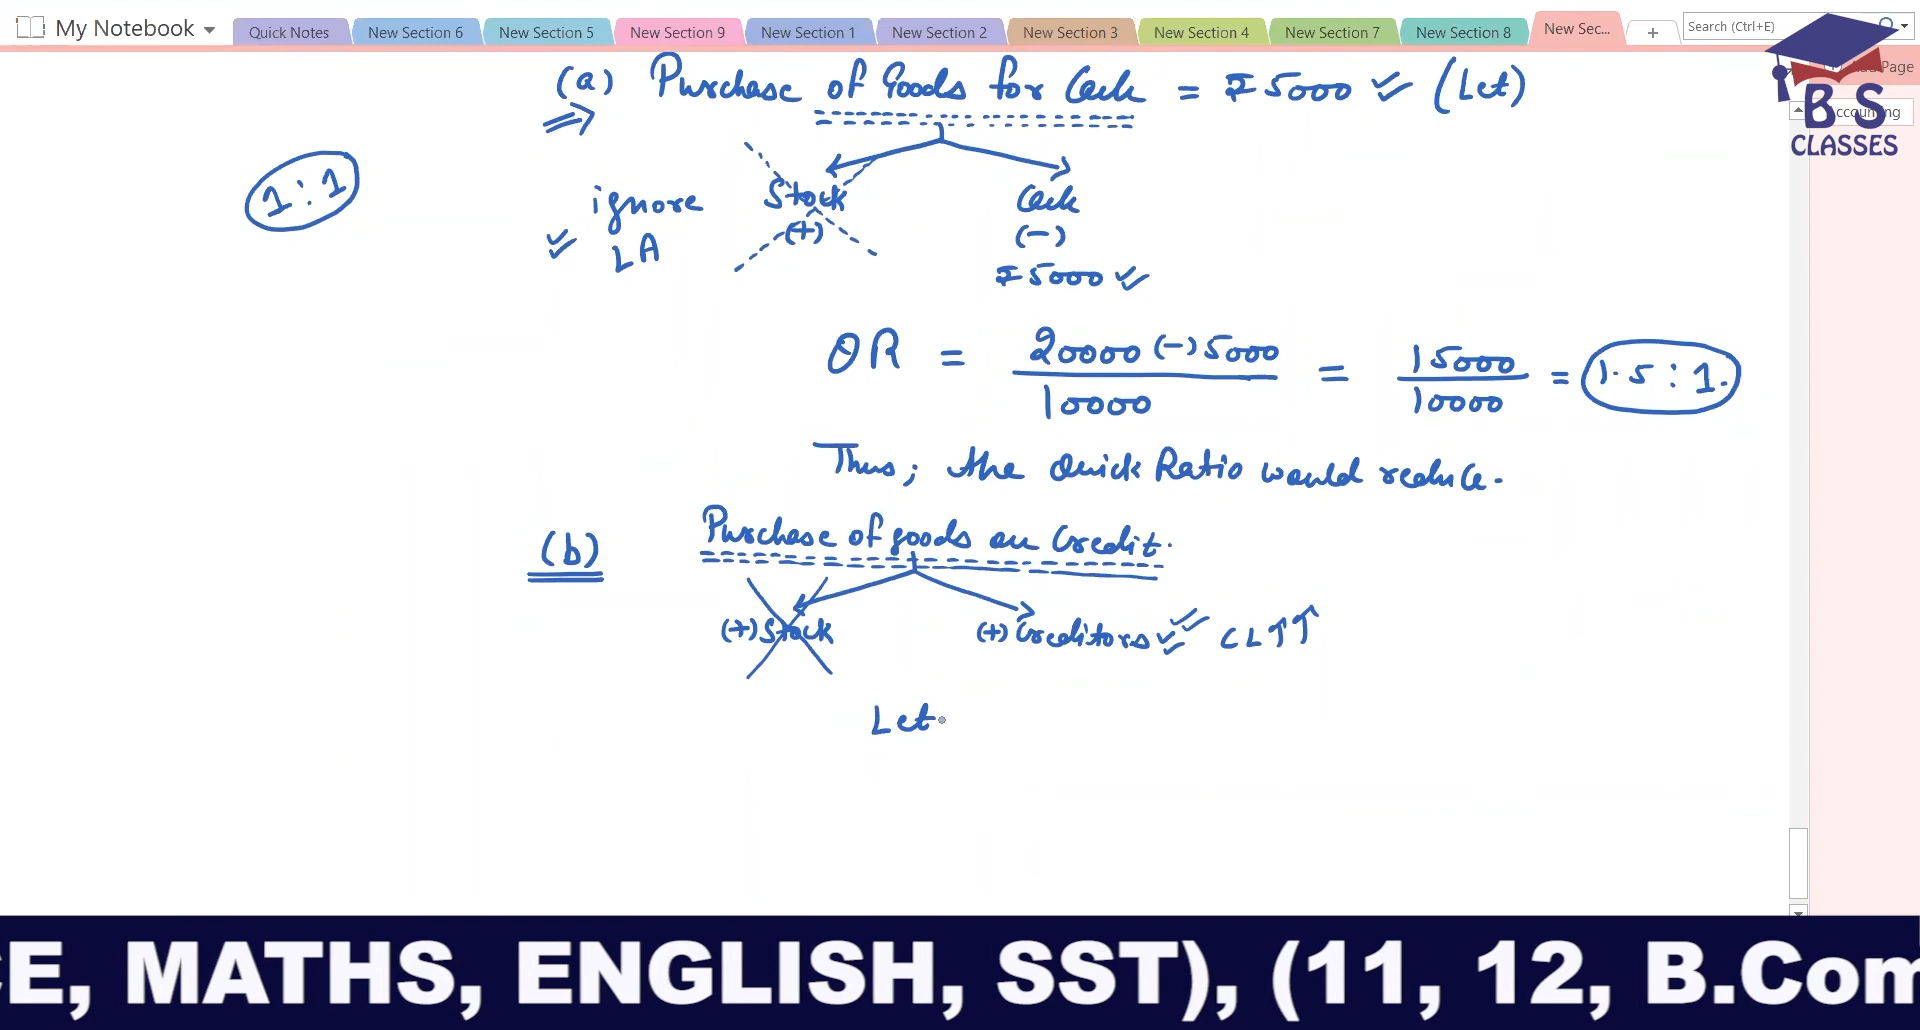 My Notebook
Quick Notes
New Section 6
New Section 5
New Section 9
New Section 1
New Section 2
New Section 3
New Section 4
New Section 7
New Section 8
New Sec...
+
Search (Ctrl+E)
Page
ccounting
BS
CLASSES
(a) Purchase of Goods for Cash = ₹5000 (Let)
1:1
ignore
LA
Stock
(+)
Cash
(-)
₹5000
QR = 20000 (-) 5000 / 10000 = 15000 / 10000 = 1.5 : 1.
Thus; the Quick Ratio would reduce.
(b) Purchase of goods on Credit.
(+) Stock
(+) Creditors CL↑↑
Let
CE, MATHS, ENGLISH, SST), (11, 12, B.Com